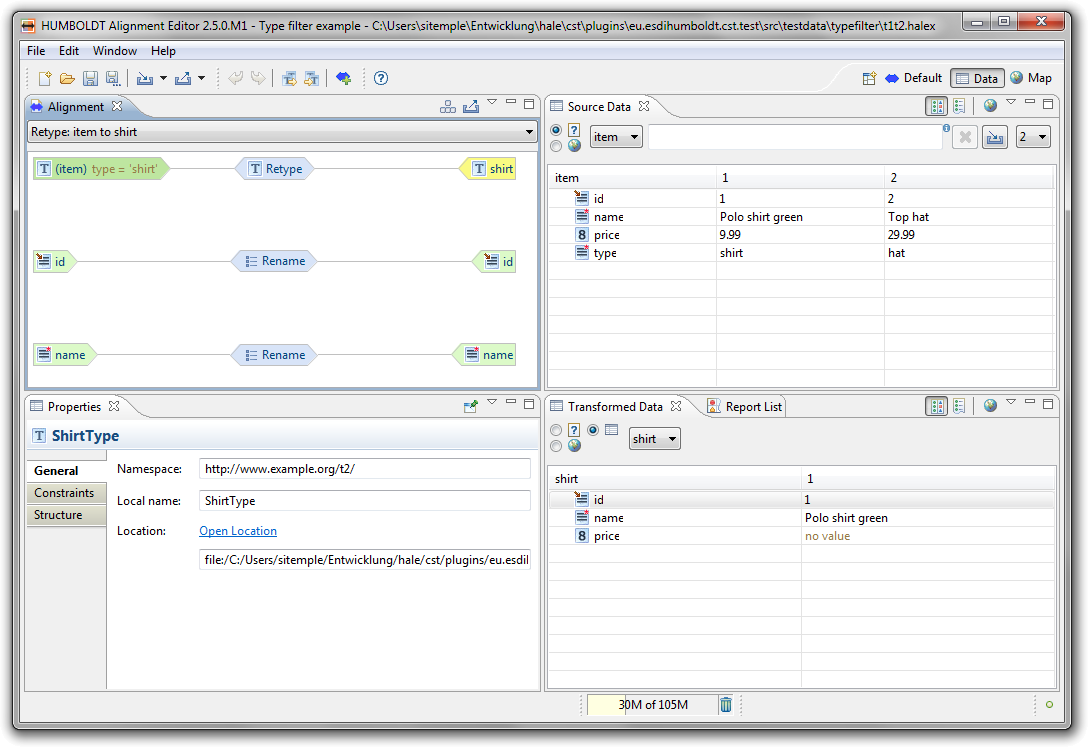 HUMBOLDT Alignment Editor 2.5.0.M1 - Type filter example - C:\Users\sitemple\Entwicklung\hale\cst\plugins\eu.esdihumboldt.cst.test\src\testdata\typefilter\t1t2.halex
File Edit Window Help
Default Data Map
Alignment
Retype: item to shirt
T (item) type = 'shirt' T Retype T shirt
id Rename id
name Rename name
Source Data
item 2
item 1 2
id 1 2
name Polo shirt green Top hat
8 price 9.99 29.99
type shirt hat
Properties
T ShirtType
General
Constraints
Structure
Namespace: http://www.example.org/t2/
Local name: ShirtType
Location: Open Location
file:/C:/Users/sitemple/Entwicklung/hale/cst/plugins/eu.esdil
Transformed Data Report List
shirt
shirt 1
id 1
name Polo shirt green
8 price no value
30M of 105M